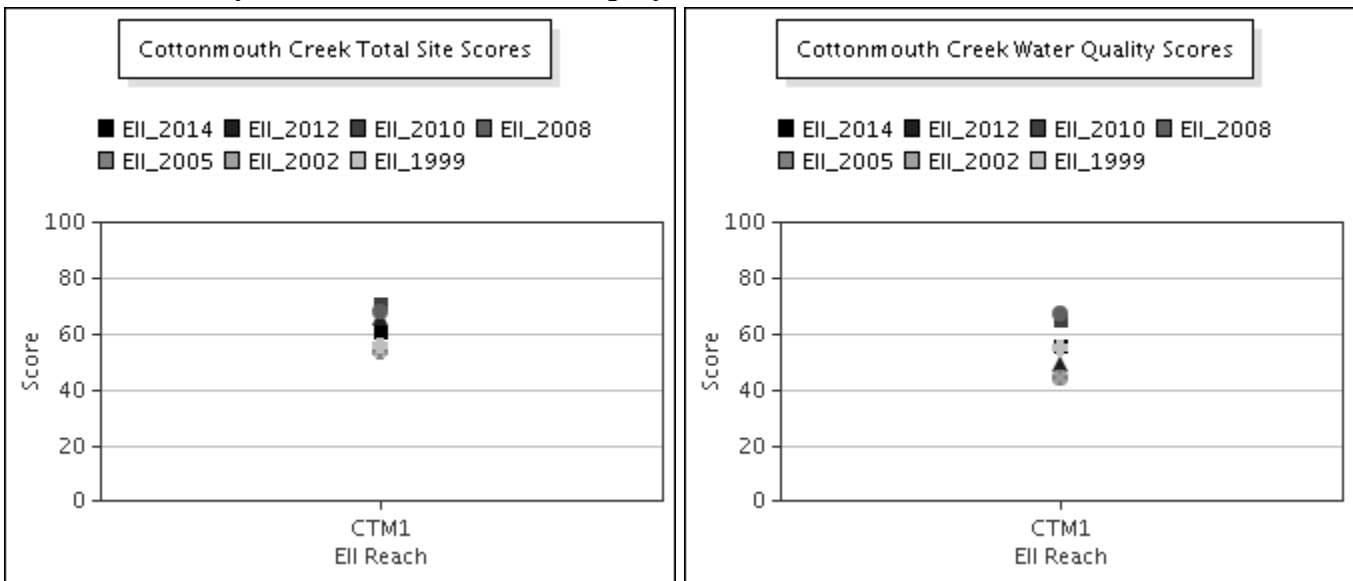 Cottonmouth Creek Total Site Scores
EII_2014 EII_2012 EII_2010 EII_2008
EII_2005 EII_2002 EII_1999
100
80
60
40
20
0
Score
CTM1
EII Reach
Cottonmouth Creek Water Quality Scores
EII_2014 EII_2012 EII_2010 EII_2008
EII_2005 EII_2002 EII_1999
100
80
60
40
20
0
Score
CTM1
EII Reach